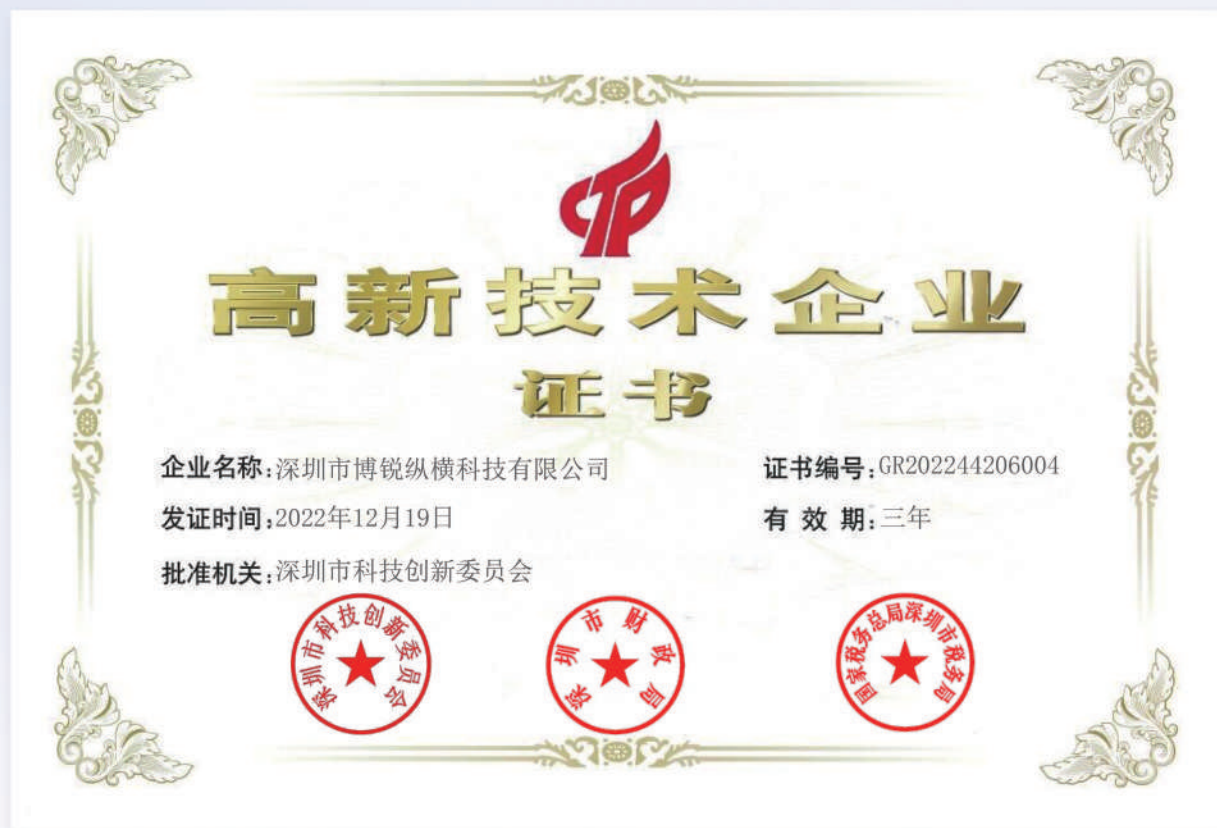 CTP
高新技术企业
证书
企业名称:深圳市博锐纵横科技有限公司
证书编号:GR202244206004
发证时间:2022年12月19日
有 效 期:三年
批准机关:深圳市科技创新委员会
深圳市科技创新委员会
深圳市财政局
国家税务总局深圳市税务局